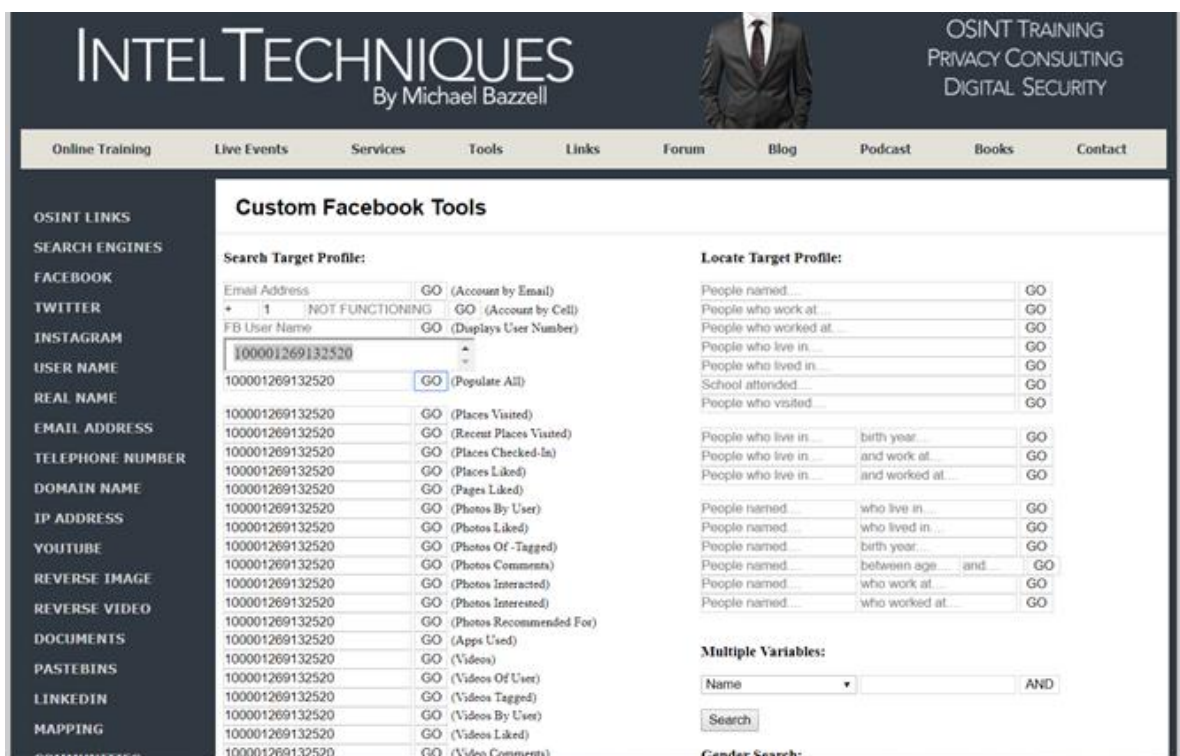 INTELTECHNIQUES
By Michael Bazzell
OSINT TRAINING
PRIVACY CONSULTING
DIGITAL SECURITY
Online Training Live Events Services Tools Links Forum Blog Podcast Books Contact
OSINT LINKS
SEARCH ENGINES
FACEBOOK
TWITTER
INSTAGRAM
USER NAME
REAL NAME
EMAIL ADDRESS
TELEPHONE NUMBER
DOMAIN NAME
IP ADDRESS
YOUTUBE
REVERSE IMAGE
REVERSE VIDEO
DOCUMENTS
PASTEBINS
LINKEDIN
MAPPING
COMMUNITIES
Custom Facebook Tools
Search Target Profile:
Email Address GO (Account by Email)
+ 1 NOT FUNCTIONING GO (Account by Cell)
FB User Name GO (Displays User Number)
100001269132520
100001269132520 GO (Populate All)
100001269132520 GO (Places Visited)
100001269132520 GO (Recent Places Visited)
100001269132520 GO (Places Checked-In)
100001269132520 GO (Places Liked)
100001269132520 GO (Pages Liked)
100001269132520 GO (Photos By User)
100001269132520 GO (Photos Liked)
100001269132520 GO (Photos Of -Tagged)
100001269132520 GO (Photos Comments)
100001269132520 GO (Photos Interacted)
100001269132520 GO (Photos Interested)
100001269132520 GO (Photos Recommended For)
100001269132520 GO (Apps Used)
100001269132520 GO (Videos)
100001269132520 GO (Videos Of User)
100001269132520 GO (Videos Tagged)
100001269132520 GO (Videos By User)
100001269132520 GO (Videos Liked)
100001269132520 GO (Video Comments)
Locate Target Profile:
People named.... GO
People who work at.... GO
People who worked at.... GO
People who live in.... GO
People who lived in.... GO
School attended.... GO
People who visited.... GO
People who live in.... birth year.... GO
People who live in.... and work at.... GO
People who live in.... and worked at.... GO
People named.... who live in.... GO
People named.... who lived in.... GO
People named.... birth year.... GO
People named.... between age.... and.... GO
People named.... who work at.... GO
People named.... who worked at.... GO
Multiple Variables:
Name AND
Search
Gender Search: